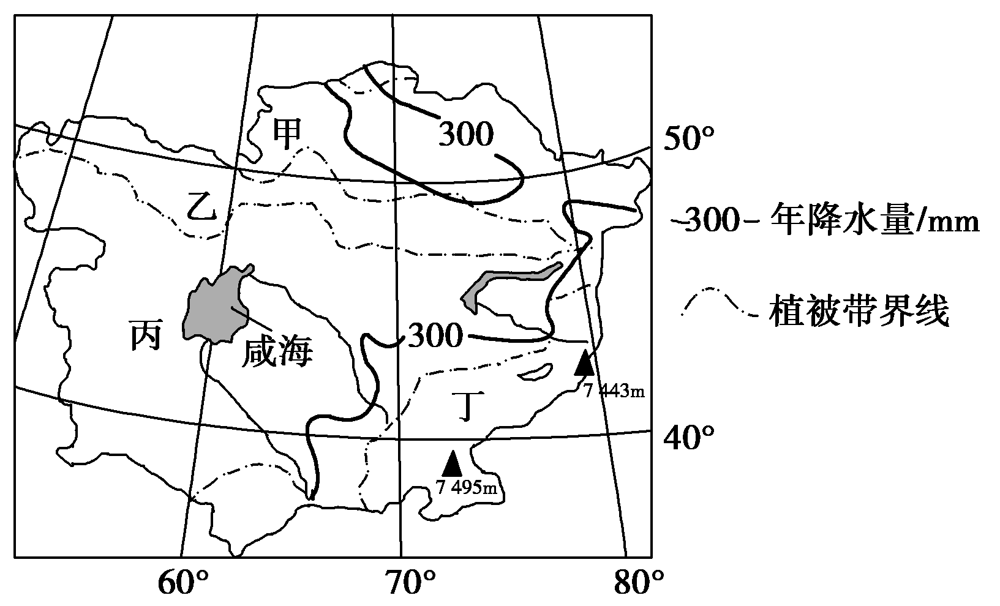 甲
300
50°
乙
300 年降水量/mm
植被带界线
丙
咸海
300
7 443m
丁
40°
7 495m
60°
70°
80°